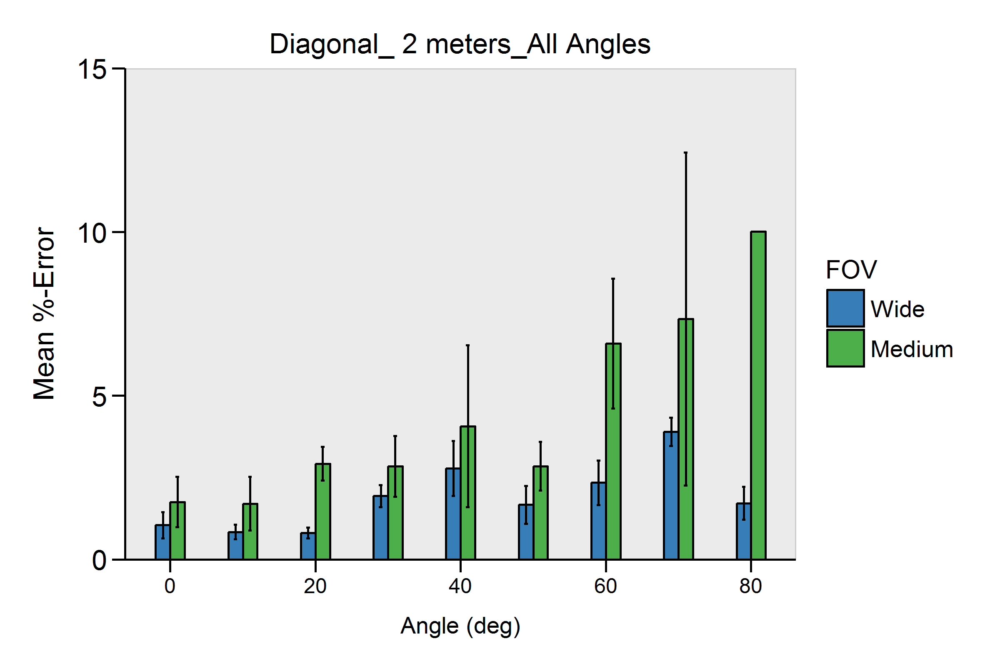 Diagonal_ 2 meters_All Angles
15
10
5
0
Mean %-Error
0 20 40 60 80
Angle (deg)
FOV
Wide
Medium